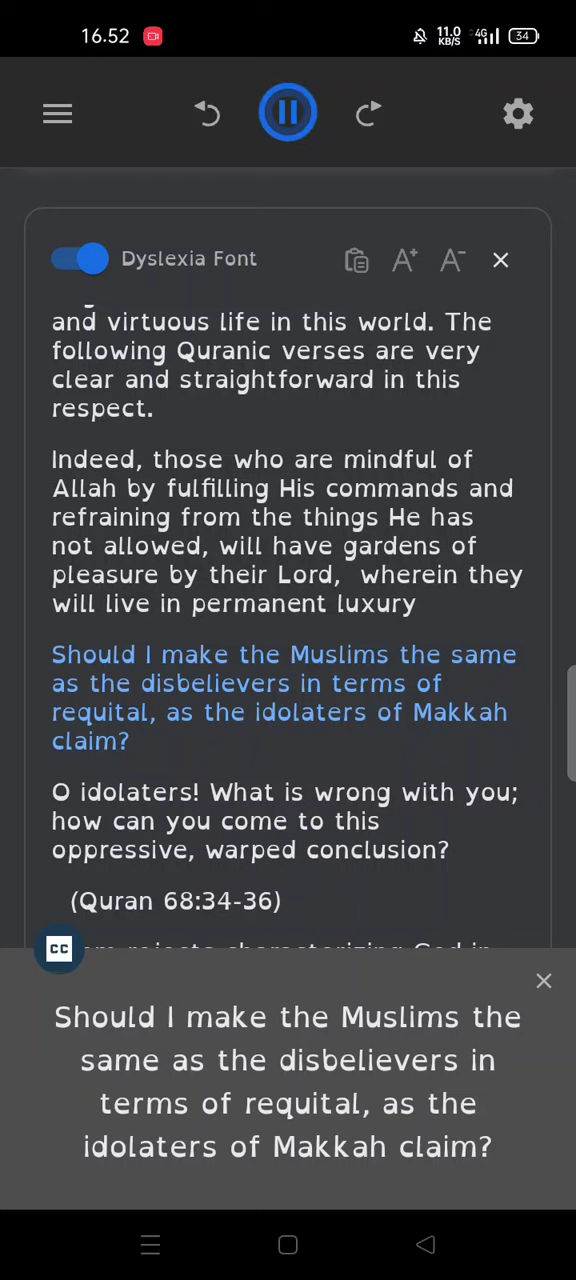 16.52
11.0
KB/S
4G
34
Dyslexia Font
A+
A-
and virtuous life in this world. The
following Quranic verses are very
clear and straightforward in this
respect.
Indeed, those who are mindful of
Allah by fulfilling His commands and
refraining from the things He has
not allowed, will have gardens of
pleasure by their Lord, wherein they
will live in permanent luxury
Should I make the Muslims the same
as the disbelievers in terms of
requital, as the idolaters of Makkah
claim?
O idolaters! What is wrong with you;
how can you come to this
oppressive, warped conclusion?
(Quran 68:34-36)
rejects characterizing God in
CC
Should I make the Muslims the
same as the disbelievers in
terms of requital, as the
idolaters of Makkah claim?